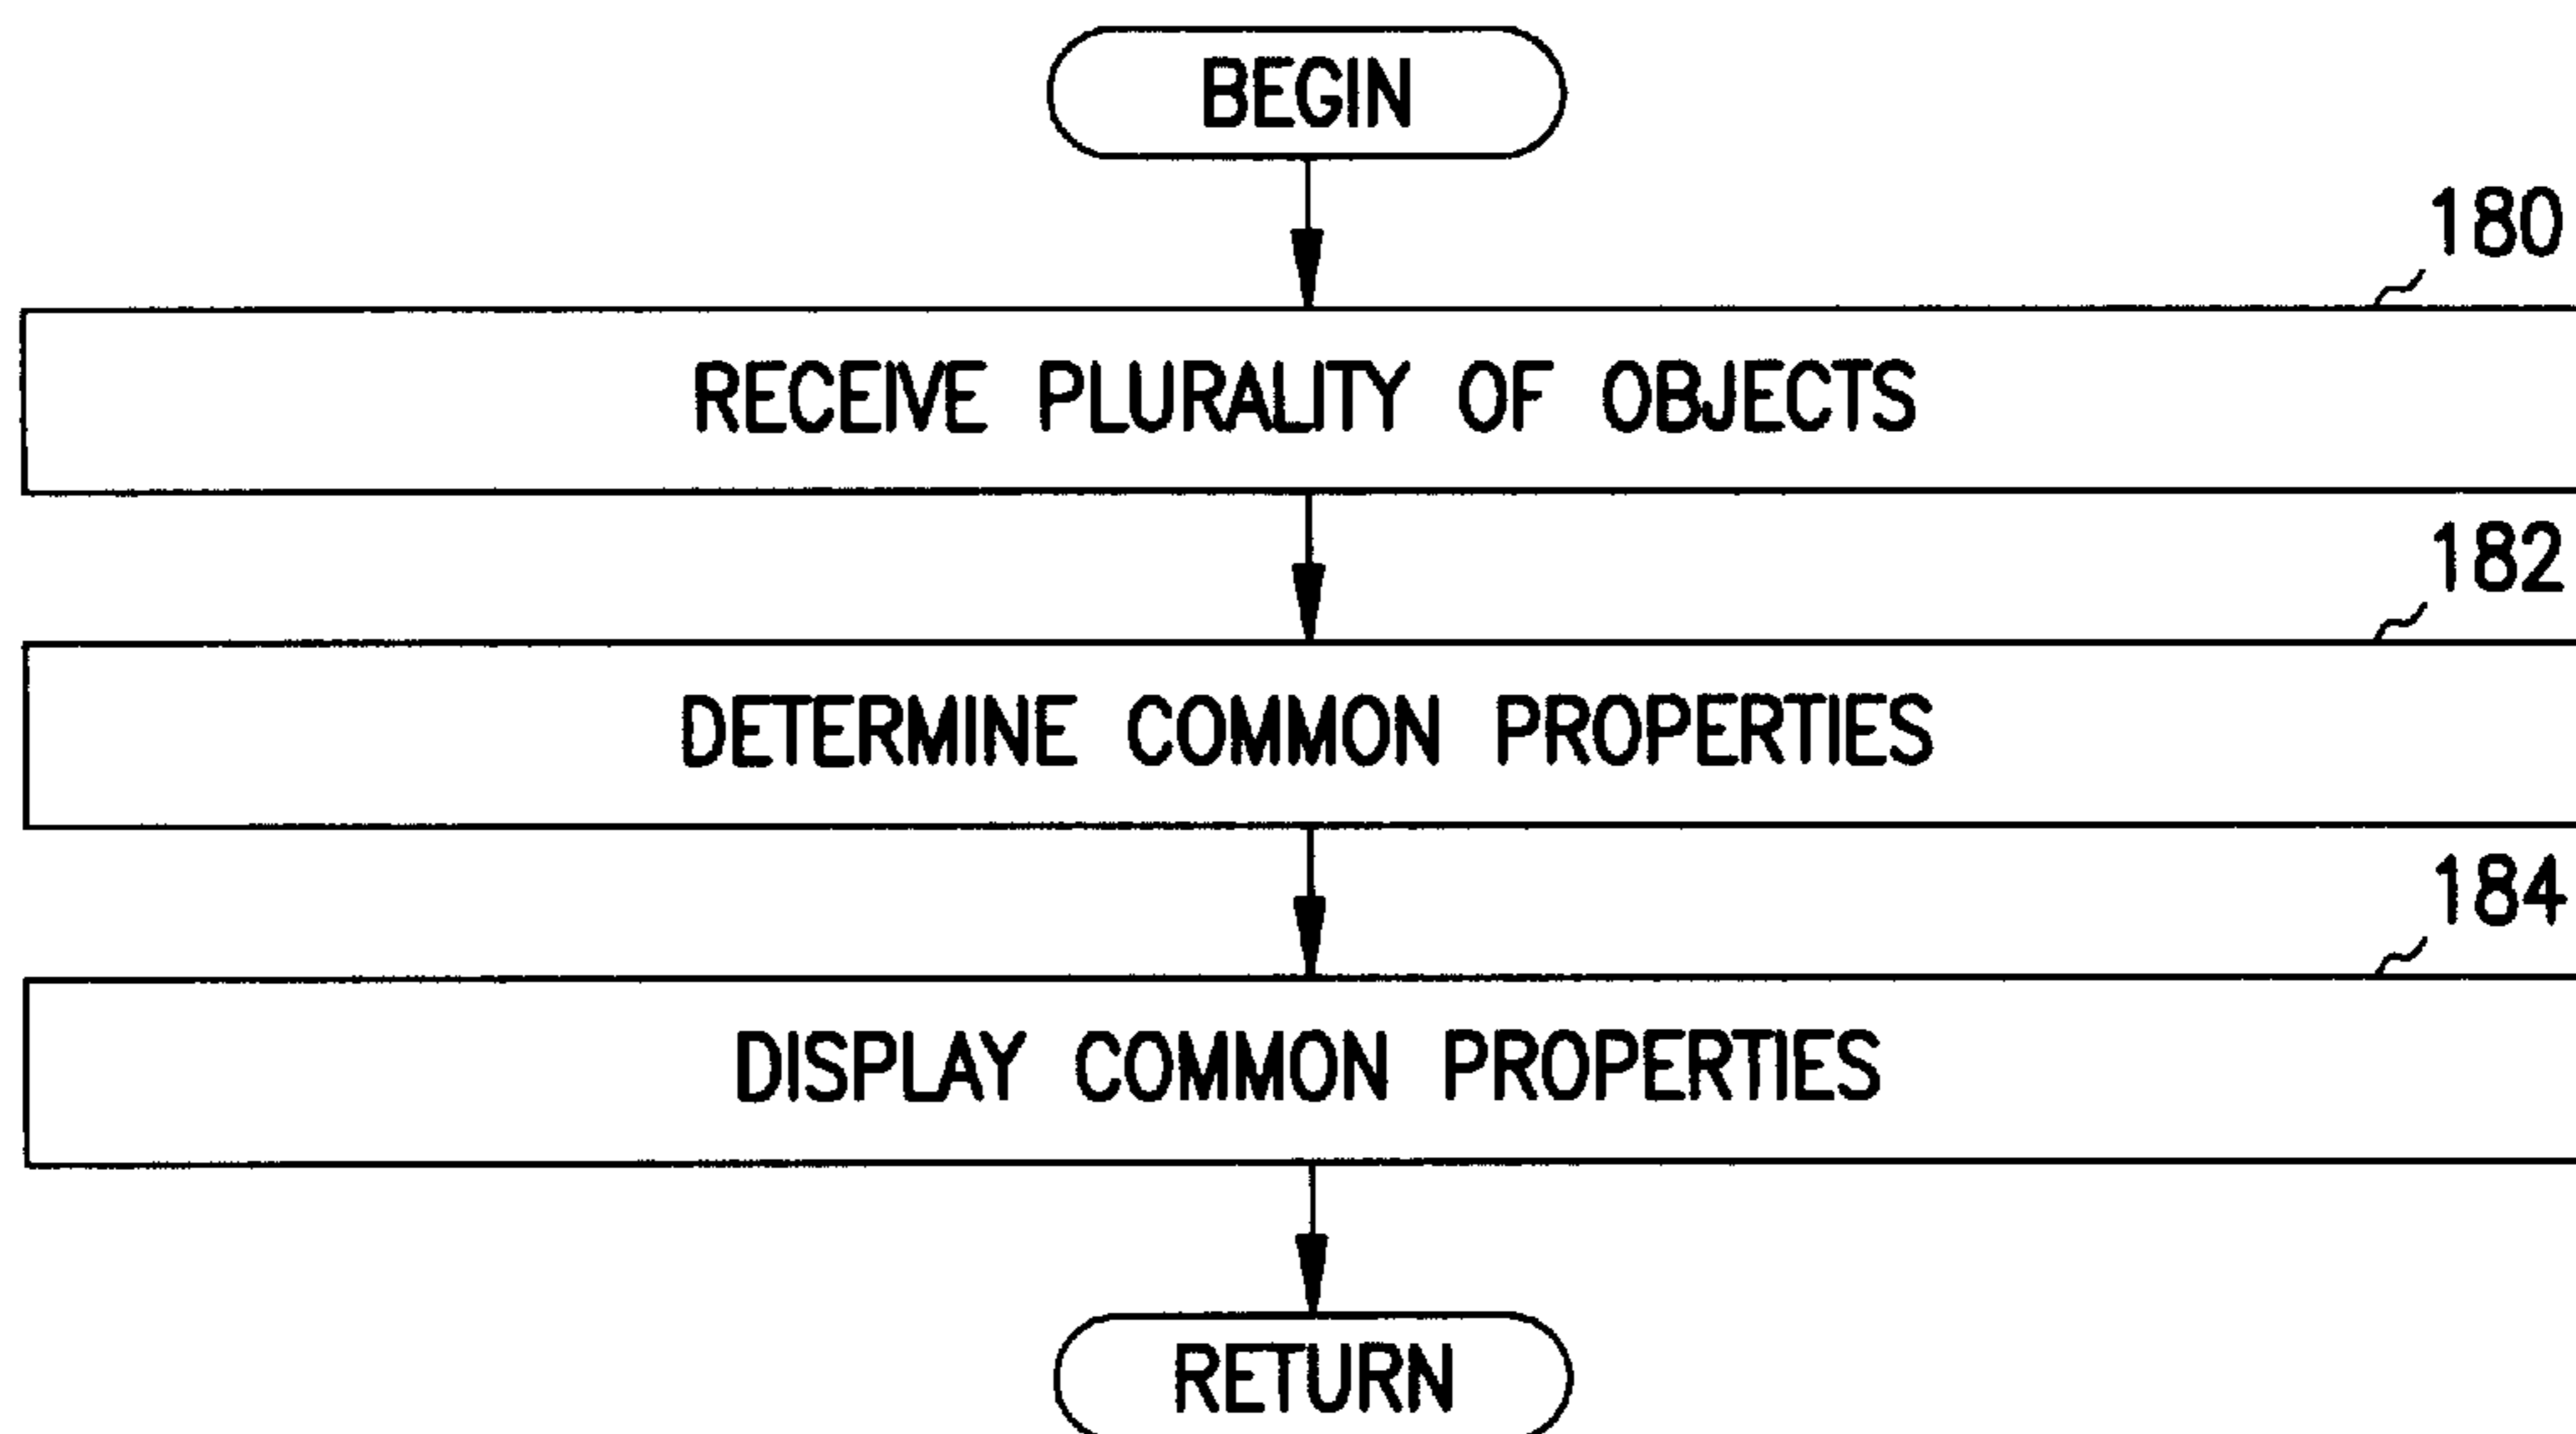 BEGIN
180
RECEIVE PLURALITY OF OBJECTS
182
DETERMINE COMMON PROPERTIES
184
DISPLAY COMMON PROPERTIES
RETURN